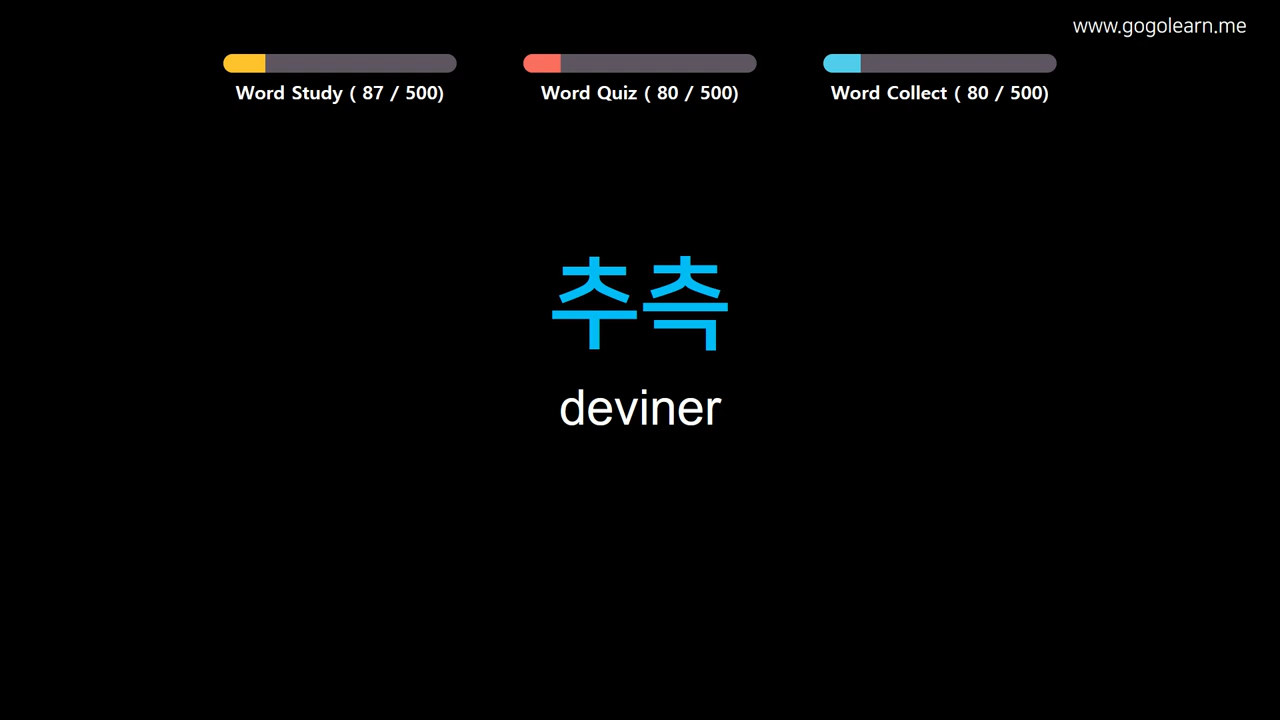 www.gogolearn.me
Word Study ( 87 / 500)
Word Quiz ( 80 / 500)
Word Collect ( 80 / 500)
추측
deviner